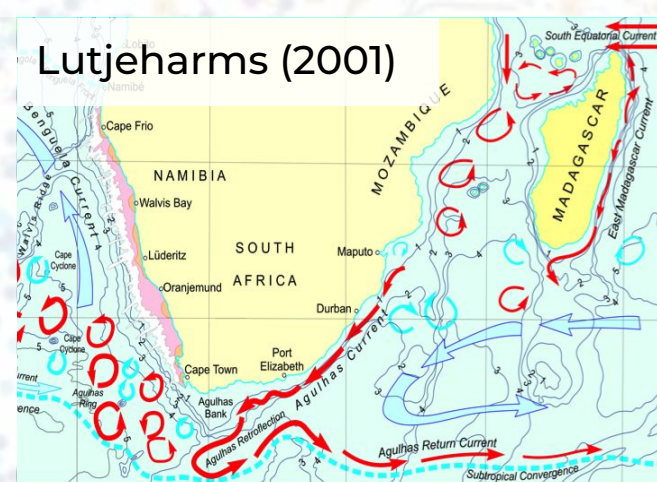 Lutjeharms (2001)
South Equatorial Current
Namibe
Cape Frio
Benguela Current
Walvis Ridge
NAMIBIA
MOZAMBIQUE
MADAGASCAR
East Madagascar Current
Walvis Bay
Lüderitz
Oranjemund
SOUTH
AFRICA
Maputo
Durban
Cape
Cyclone
Cape
Cyclone
Cape Town
Port
Elizabeth
Agulhas Current
Agulhas
Bank
Agulhas
Ring
Agulhas Retroflection
Agulhas Return Current
Subtropical Convergence